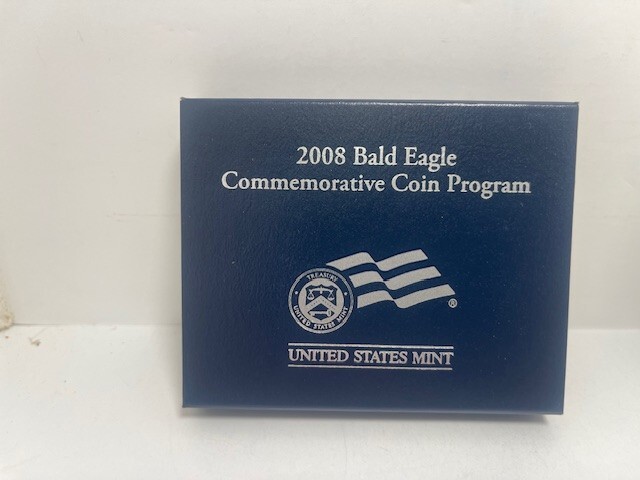 2008 Bald Eagle
Commemorative Coin Program
TREASURY
UNITED STATES MINT
®
UNITED STATES MINT